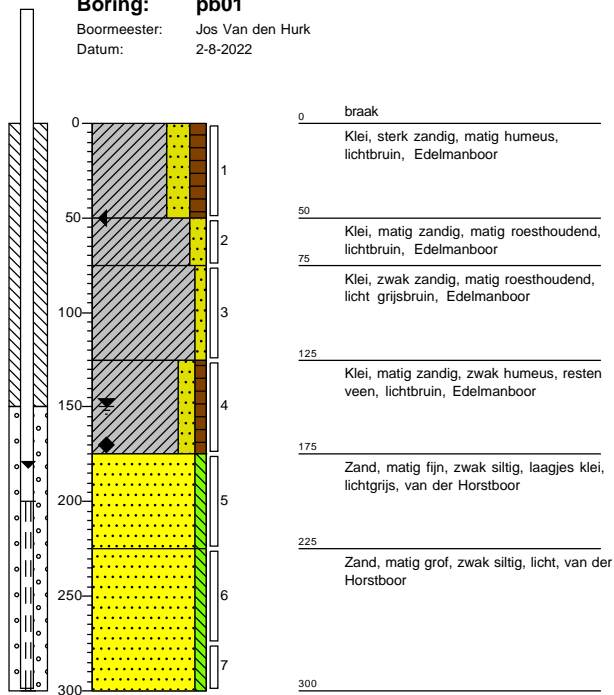 Boring: pb01
Boormeester: Jos Van den Hurk
Datum: 2-8-2022
0 braak
0
Klei, sterk zandig, matig humeus,
lichtbruin, Edelmanboor
1
50
50
Klei, matig zandig, matig roesthoudend,
lichtbruin, Edelmanboor
2
75
Klei, zwak zandig, matig roesthoudend,
licht grijsbruin, Edelmanboor
3
100
125
Klei, matig zandig, zwak humeus, resten
veen, lichtbruin, Edelmanboor
4
150
175
Zand, matig fijn, zwak siltig, laagjes klei,
lichtgrijs, van der Horstboor
5
200
225
Zand, matig grof, zwak siltig, licht, van der
Horstboor
6
250
7
300
300